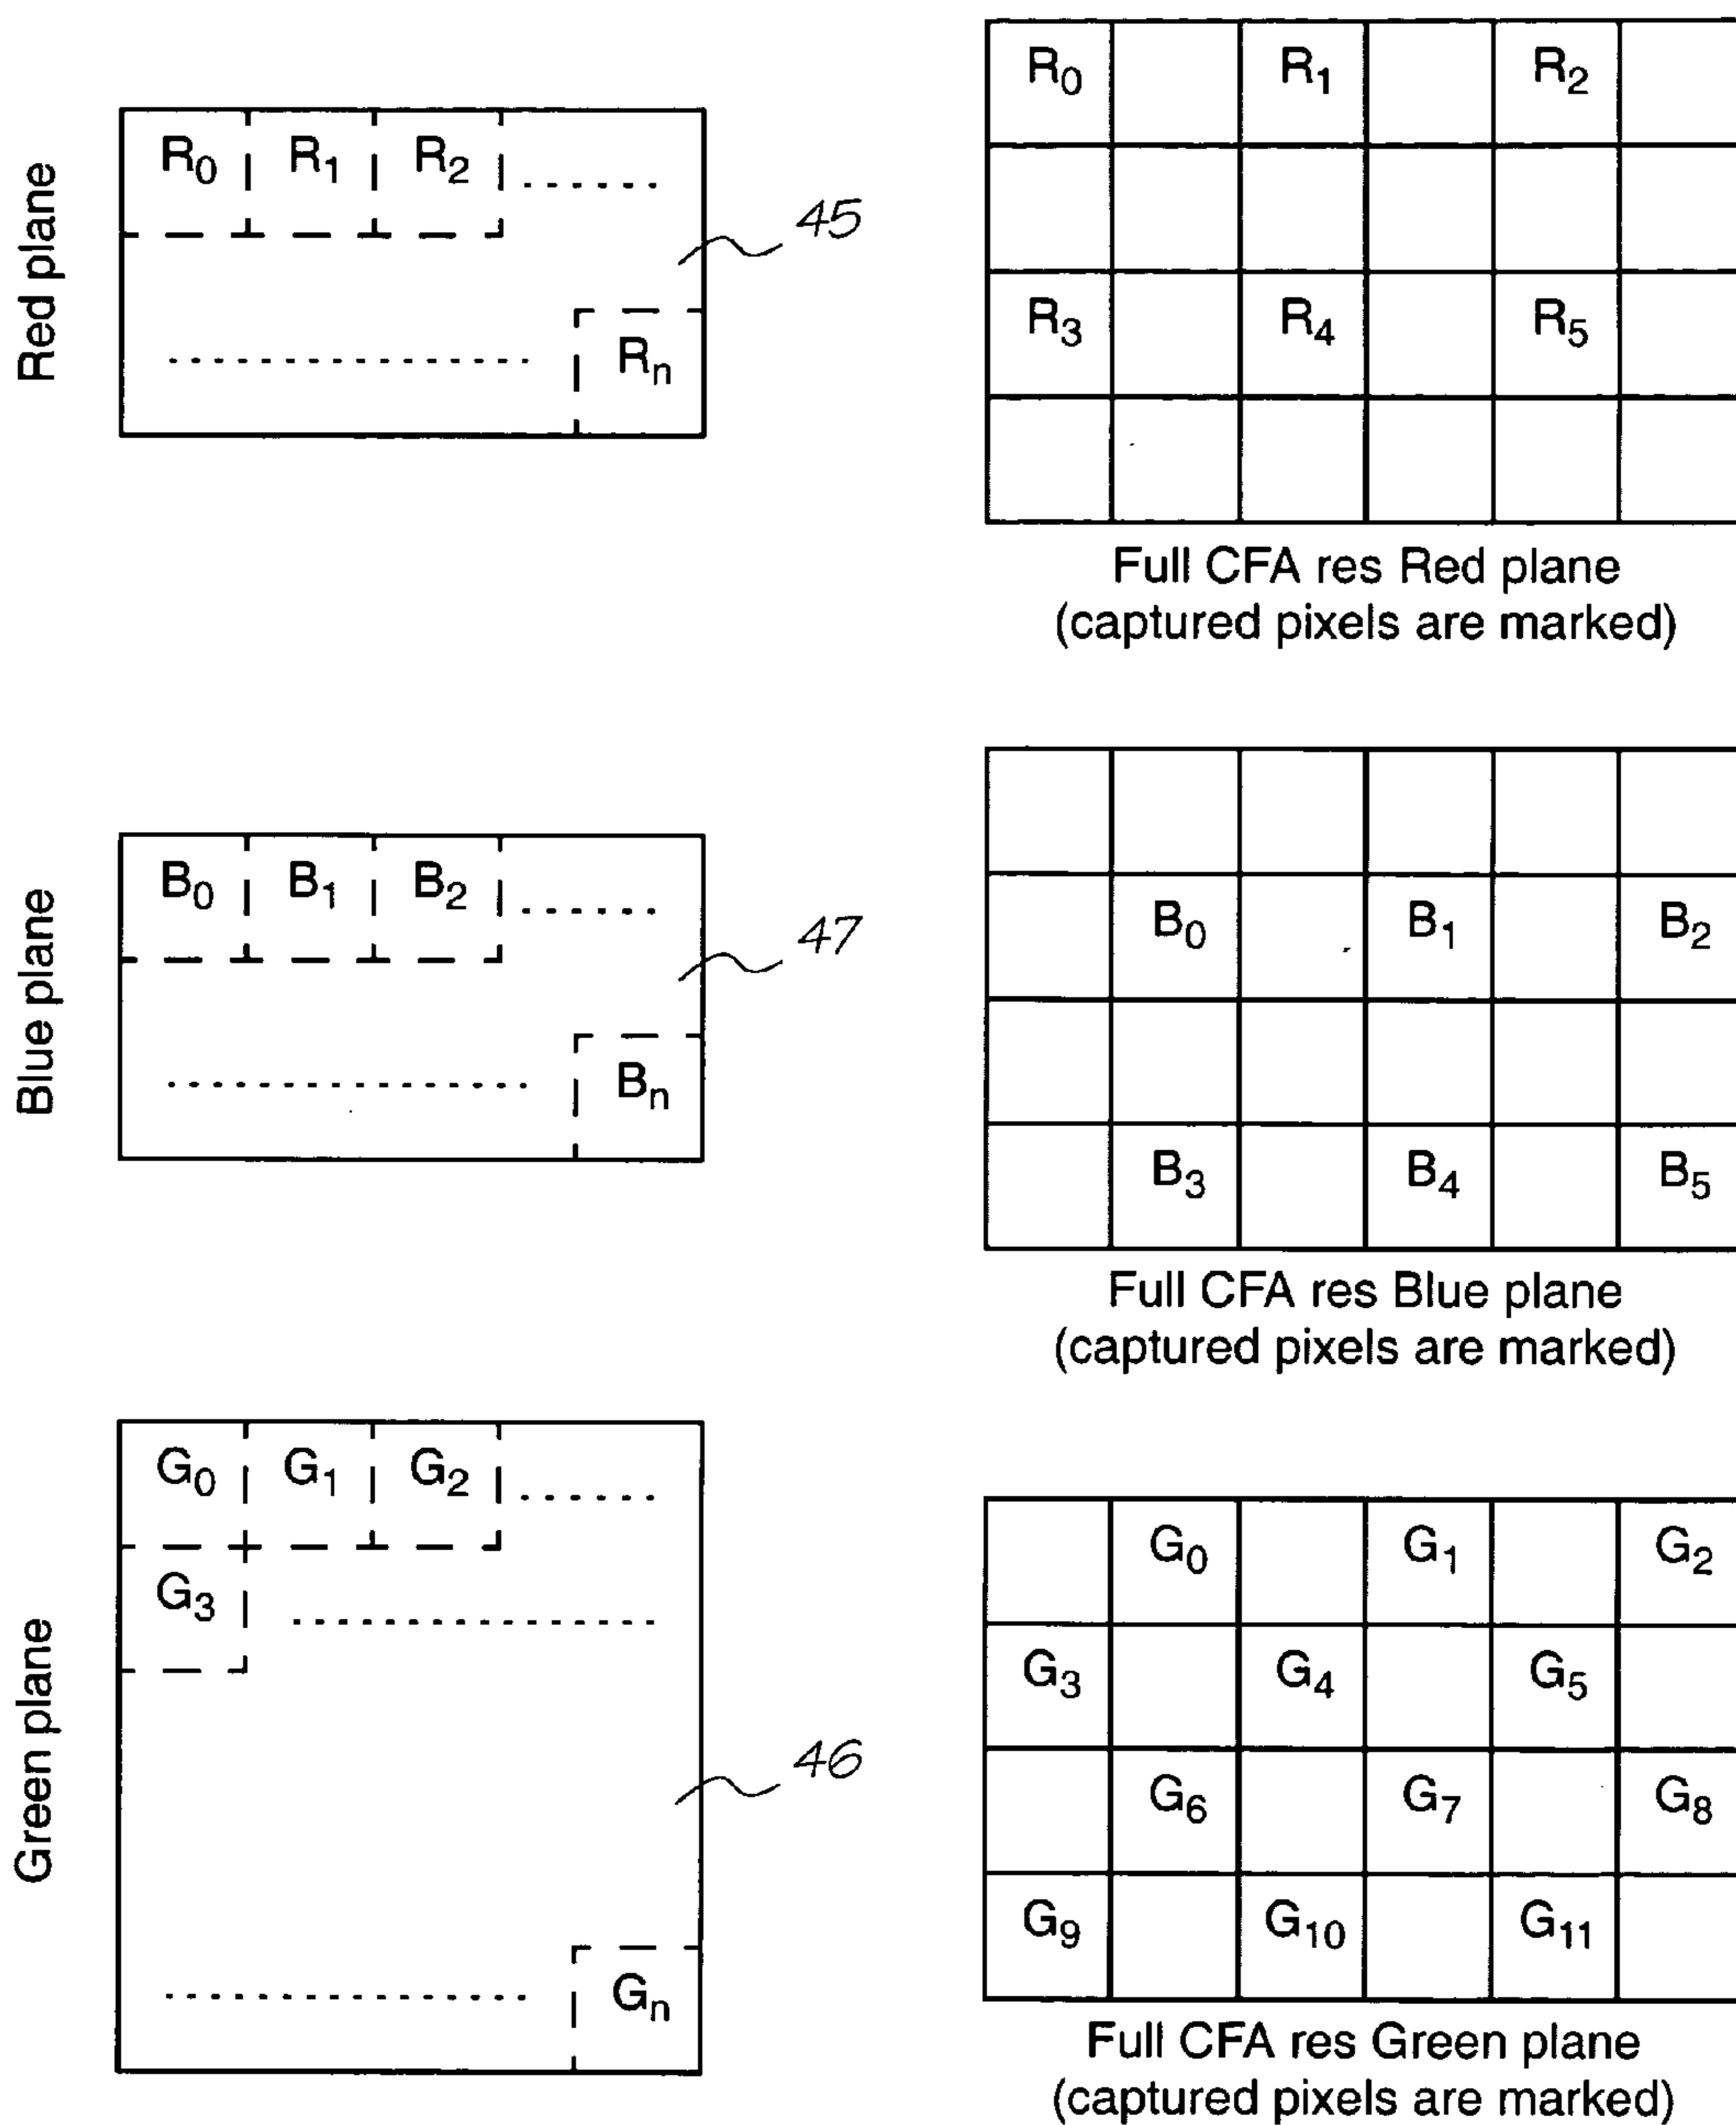 Red plane
R0 R1 R2 ......
45
................ Rn
R0 R1 R2
R3 R4 R5
Full CFA res Red plane
(captured pixels are marked)
Blue plane
B0 B1 B2 ......
47
................ Bn
B0 B1 B2
B3 B4 B5
Full CFA res Blue plane
(captured pixels are marked)
Green plane
G0 G1 G2 ......
G3 ................
46
................ Gn
G0 G1 G2
G3 G4 G5
G6 G7 G8
G9 G10 G11
Full CFA res Green plane
(captured pixels are marked)